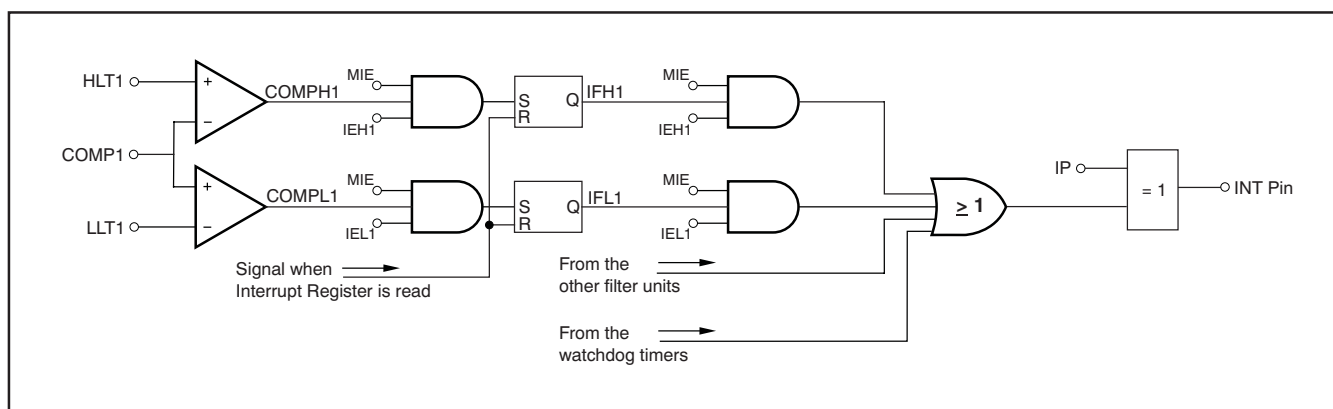 HLT1
+
COMPH1
MIE
IEH1
S
R
Q
IFH1
MIE
IEH1
−
COMP1
+
COMPL1
MIE
IEL1
S
R
Q
IFL1
MIE
IEL1
−
LLT1
≥ 1
IP
= 1
INT Pin
Signal when
Interrupt Register is read
From the
other filter units
From the
watchdog timers